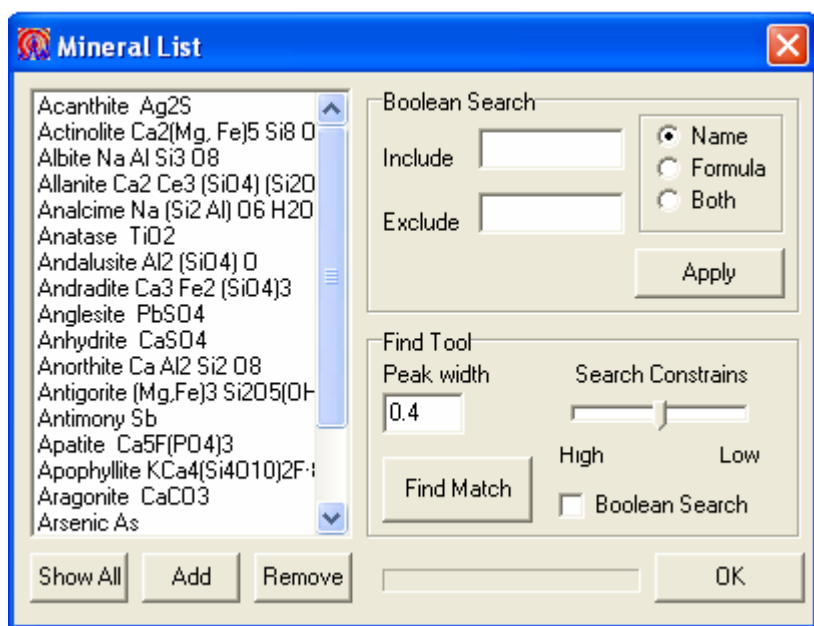 Mineral List
Acanthite Ag2S
Actinolite Ca2(Mg, Fe)5 Si8 O
Albite Na Al Si3 O8
Allanite Ca2 Ce3 (SiO4) (Si2O
Analcime Na (Si2 Al) O6 H2O
Anatase TiO2
Andalusite Al2 (SiO4) O
Andradite Ca3 Fe2 (SiO4)3
Anglesite PbSO4
Anhydrite CaSO4
Anorthite Ca Al2 Si2 O8
Antigorite (Mg,Fe)3 Si2O5(OH
Antimony Sb
Apatite Ca5F(PO4)3
Apophyllite KCa4(Si4O10)2F·
Aragonite CaCO3
Arsenic As
Show All
Add
Remove
Boolean Search
Include
Exclude
Name
Formula
Both
Apply
Find Tool
Peak width
0.4
Search Constrains
High
Low
Find Match
Boolean Search
OK